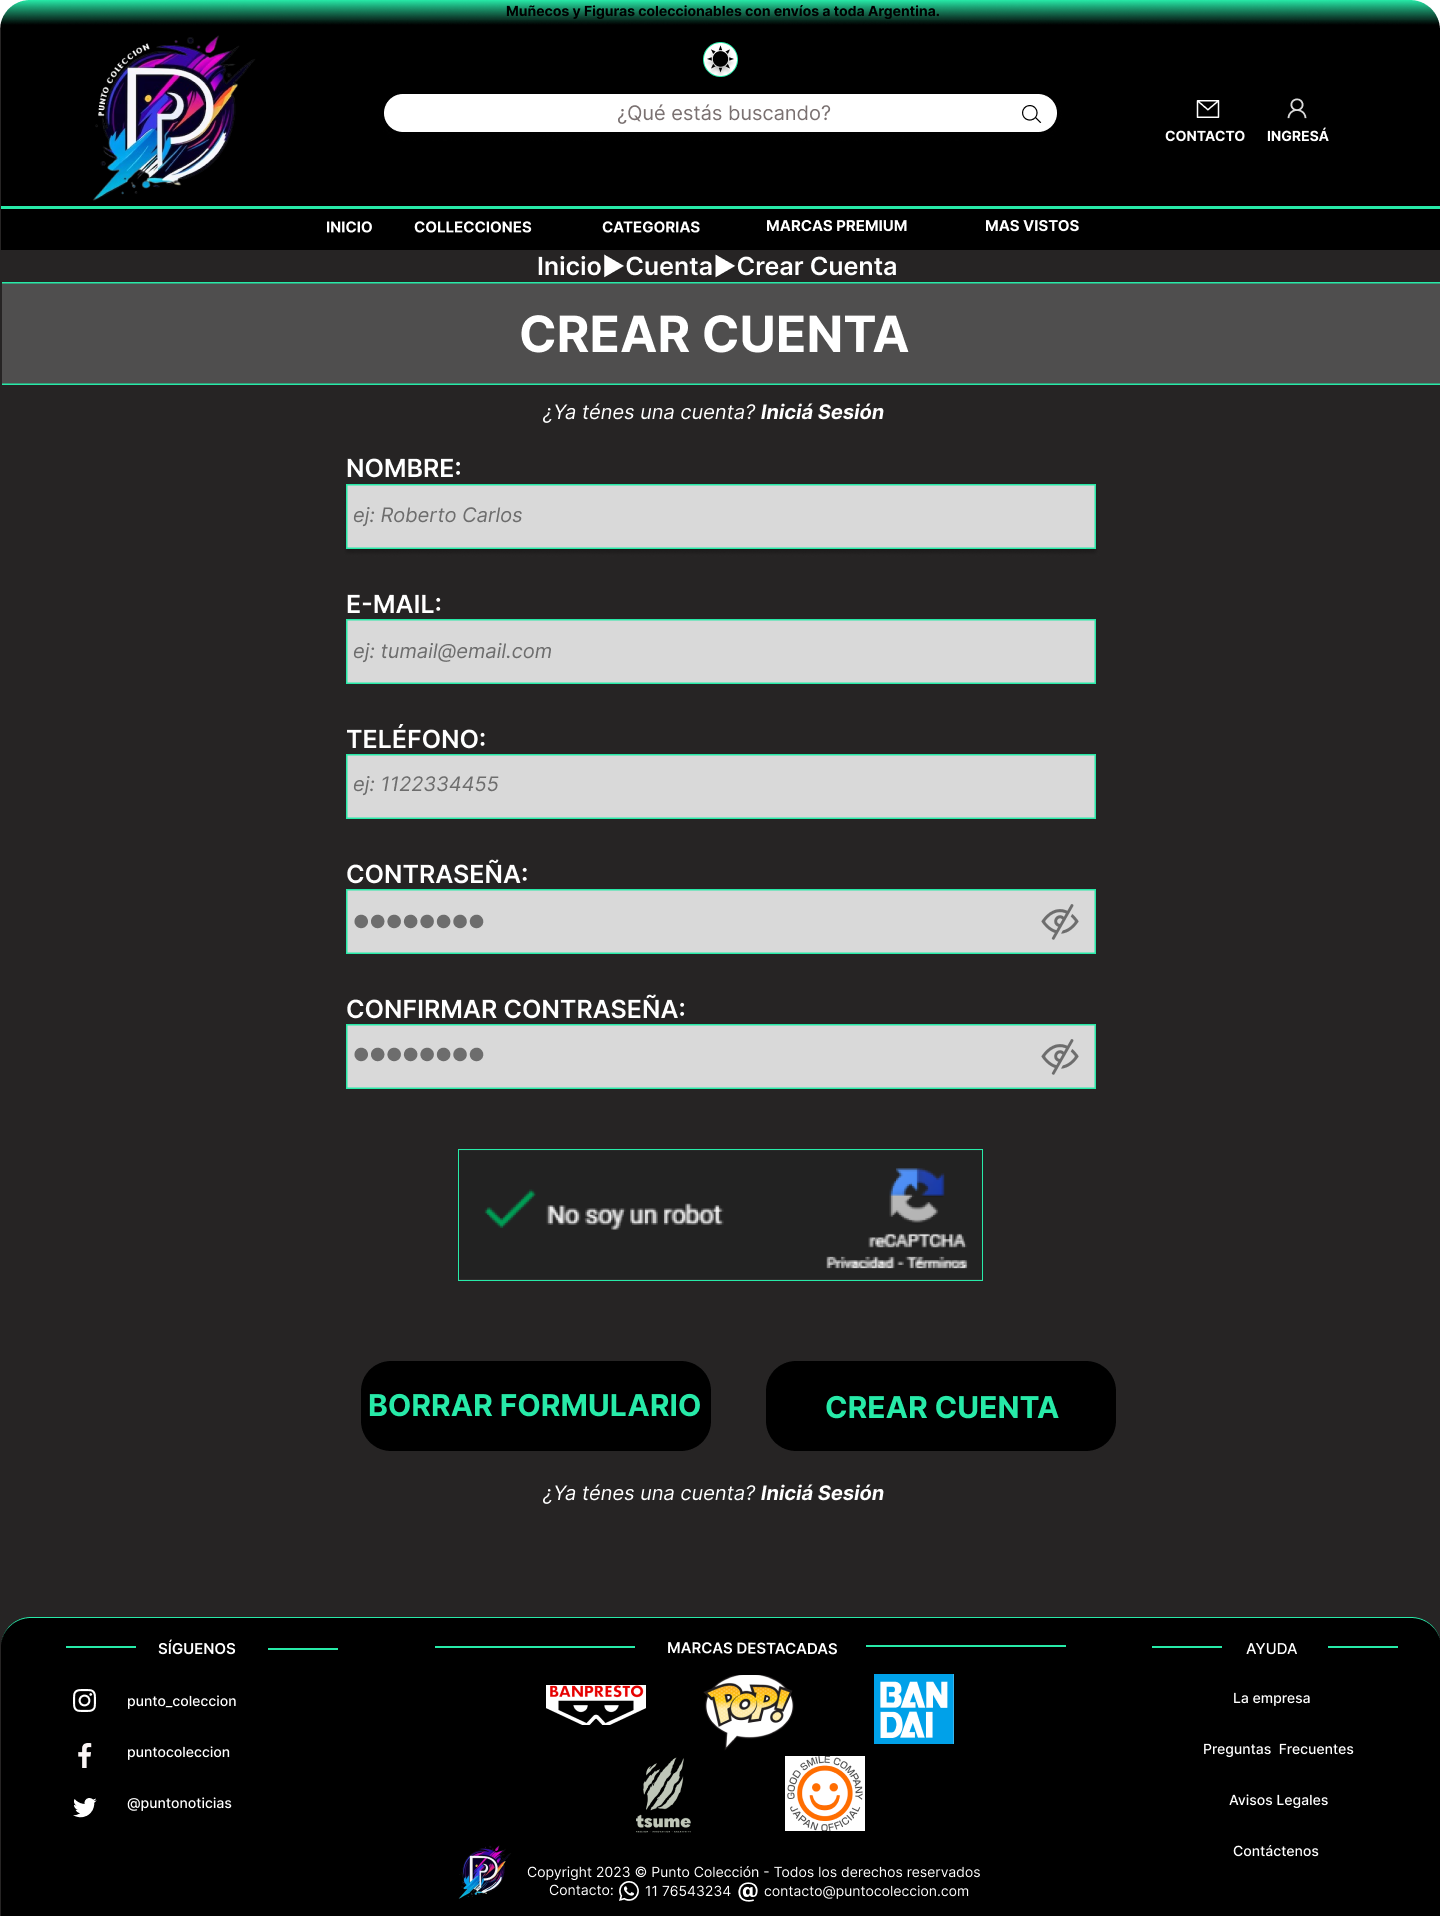 Muñecos y Figuras coleccionables con envíos a toda Argentina.
PUNTO COLECCION
¿Qué estás buscando?
CONTACTO
INGRESÁ
INICIO
COLLECCIONES
CATEGORIAS
MARCAS PREMIUM
MAS VISTOS
Inicio▶Cuenta▶Crear Cuenta
CREAR CUENTA
¿Ya ténes una cuenta? Iniciá Sesión
NOMBRE:
ej: Roberto Carlos
E-MAIL:
ej: tumail@email.com
TELÉFONO:
ej: 1122334455
CONTRASEÑA:
●●●●●●●●
CONFIRMAR CONTRASEÑA:
●●●●●●●●
No soy un robot
reCAPTCHA
Privacidad - Términos
BORRAR FORMULARIO
CREAR CUENTA
¿Ya ténes una cuenta? Iniciá Sesión
SÍGUENOS
punto_coleccion
puntocoleccion
@puntonoticias
MARCAS DESTACADAS
BANPRESTO
POP!
BAN
DAI
tsume
GOOD SMILE COMPANY
JAPAN OFFICIAL
AYUDA
La empresa
Preguntas Frecuentes
Avisos Legales
Contáctenos
Copyright 2023 © Punto Colección - Todos los derechos reservados
Contacto: 11 76543234 @ contacto@puntocoleccion.com